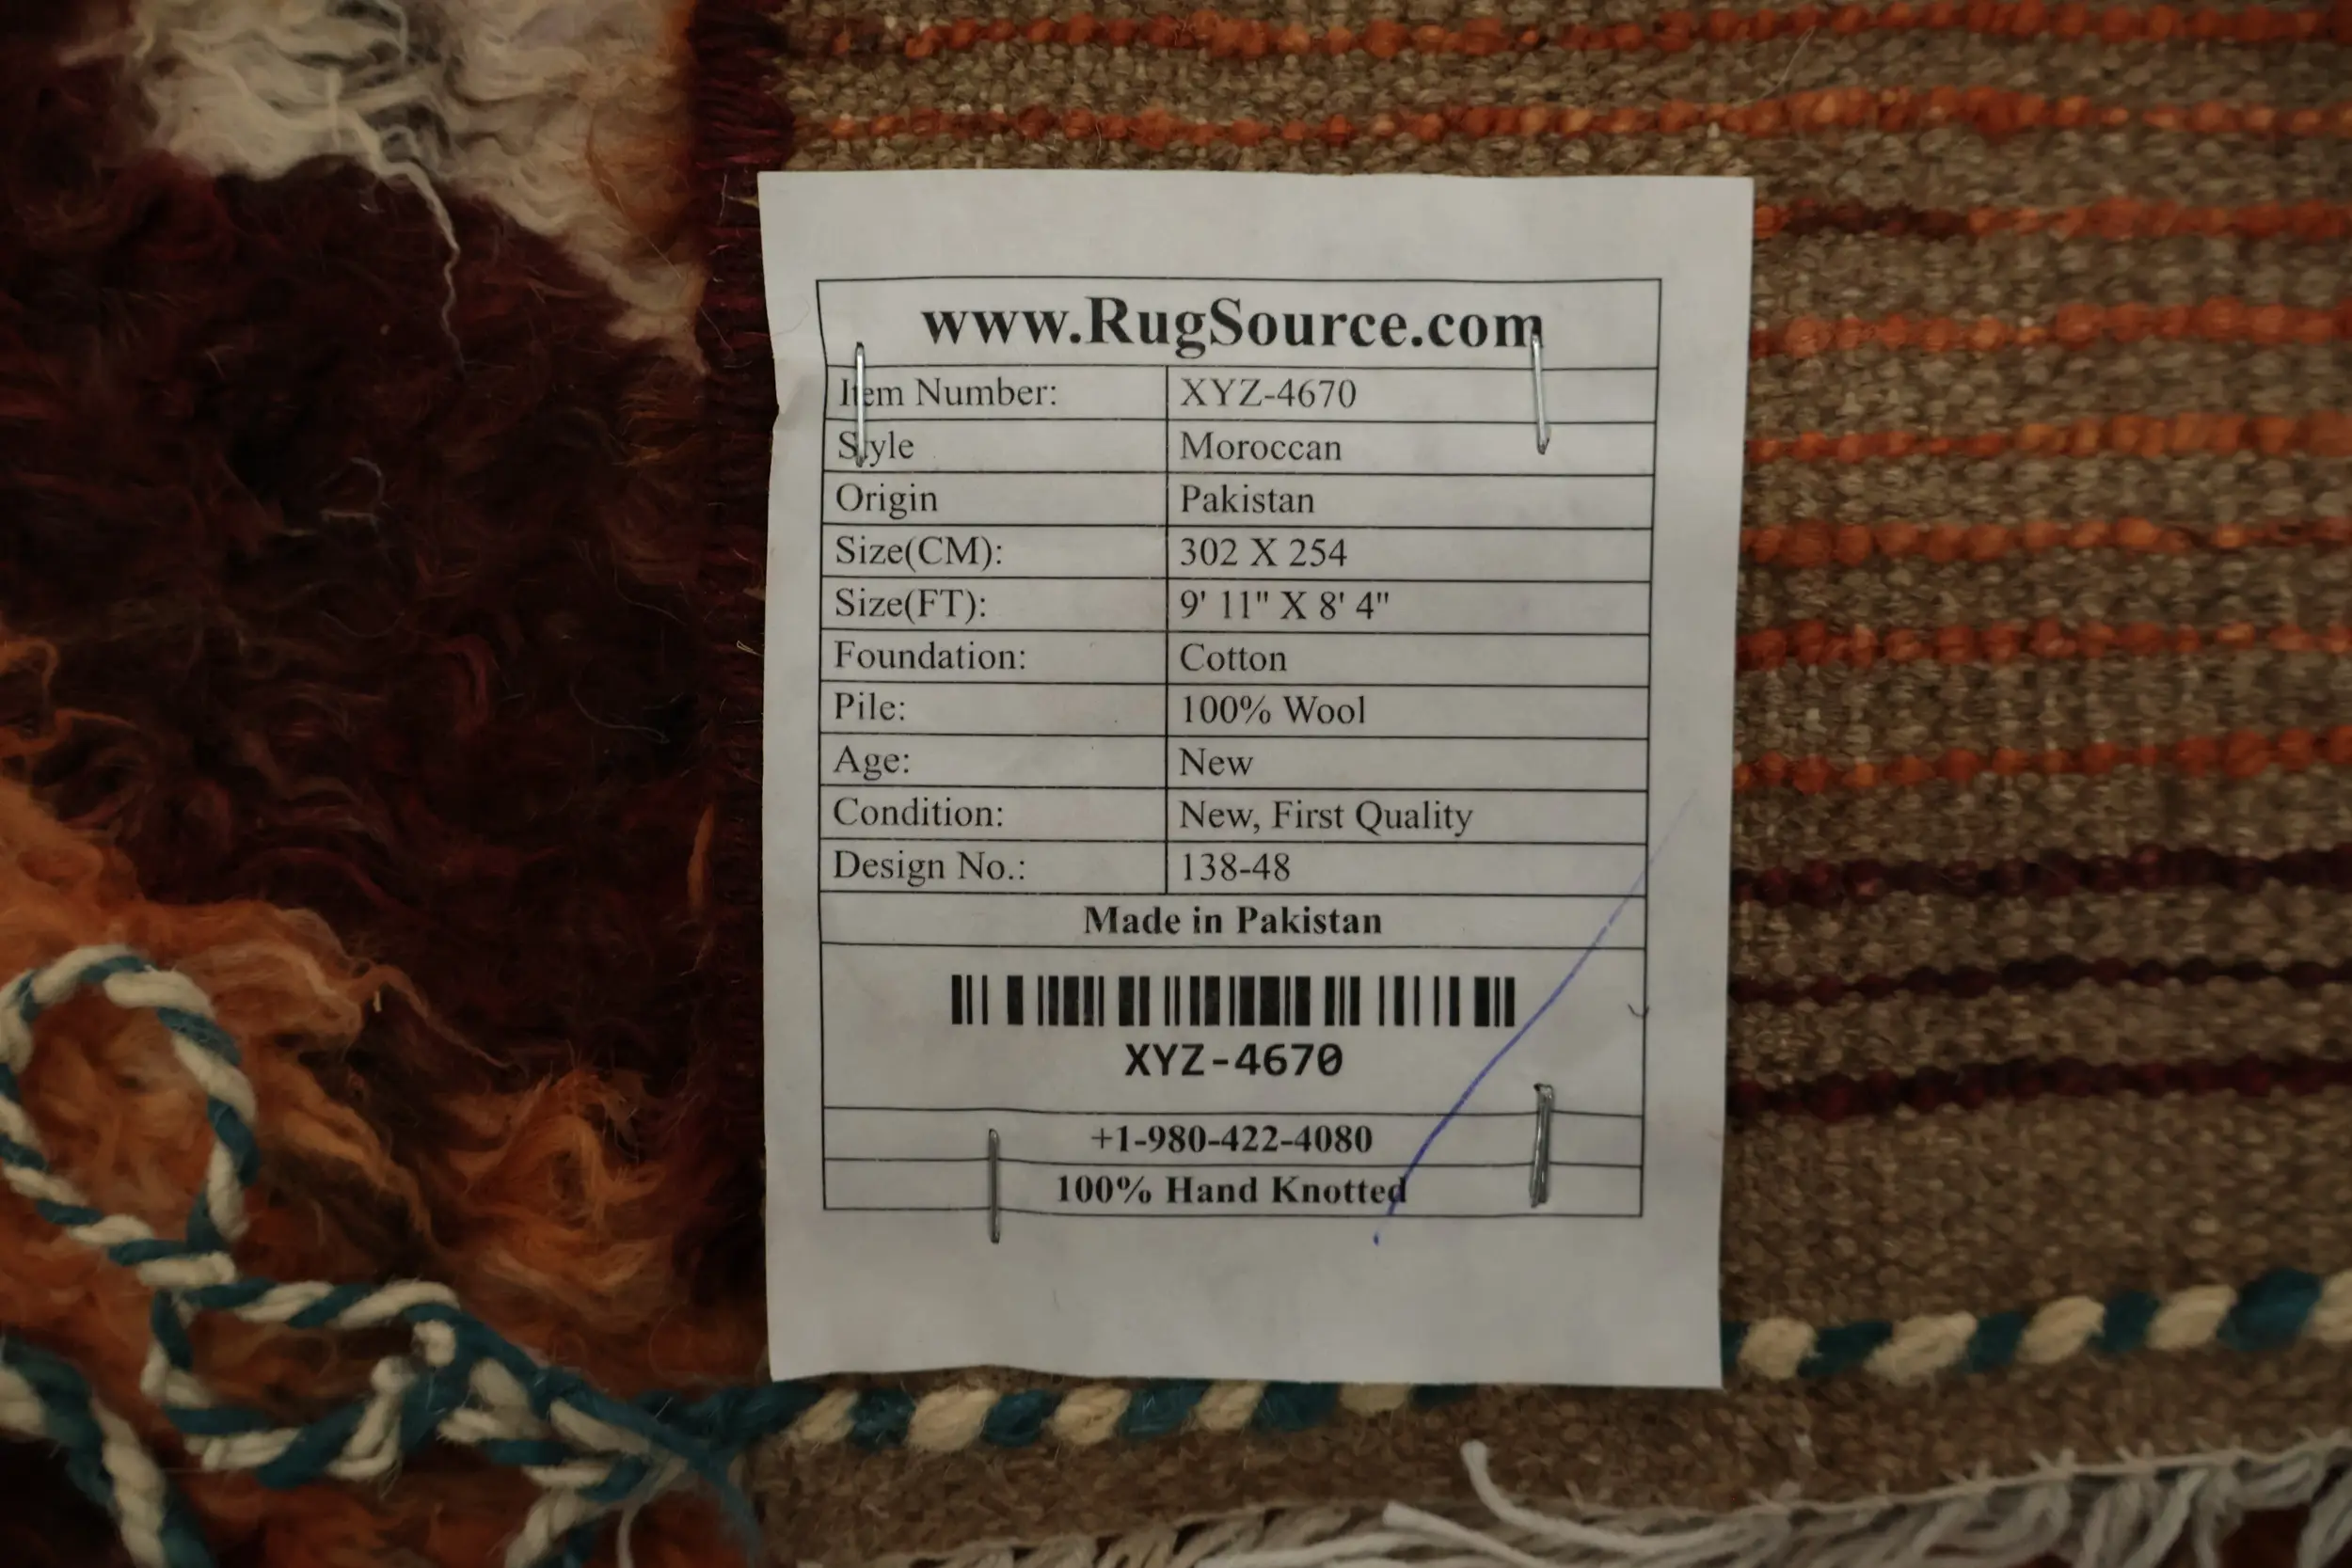 www.RugSource.com
Item Number: XYZ-4670
Style Moroccan
Origin Pakistan
Size(CM): 302 X 254
Size(FT): 9' 11" X 8' 4"
Foundation: Cotton
Pile: 100% Wool
Age: New
Condition: New, First Quality
Design No.: 138-48
Made in Pakistan
XYZ-4670
+1-980-422-4080
100% Hand Knotted